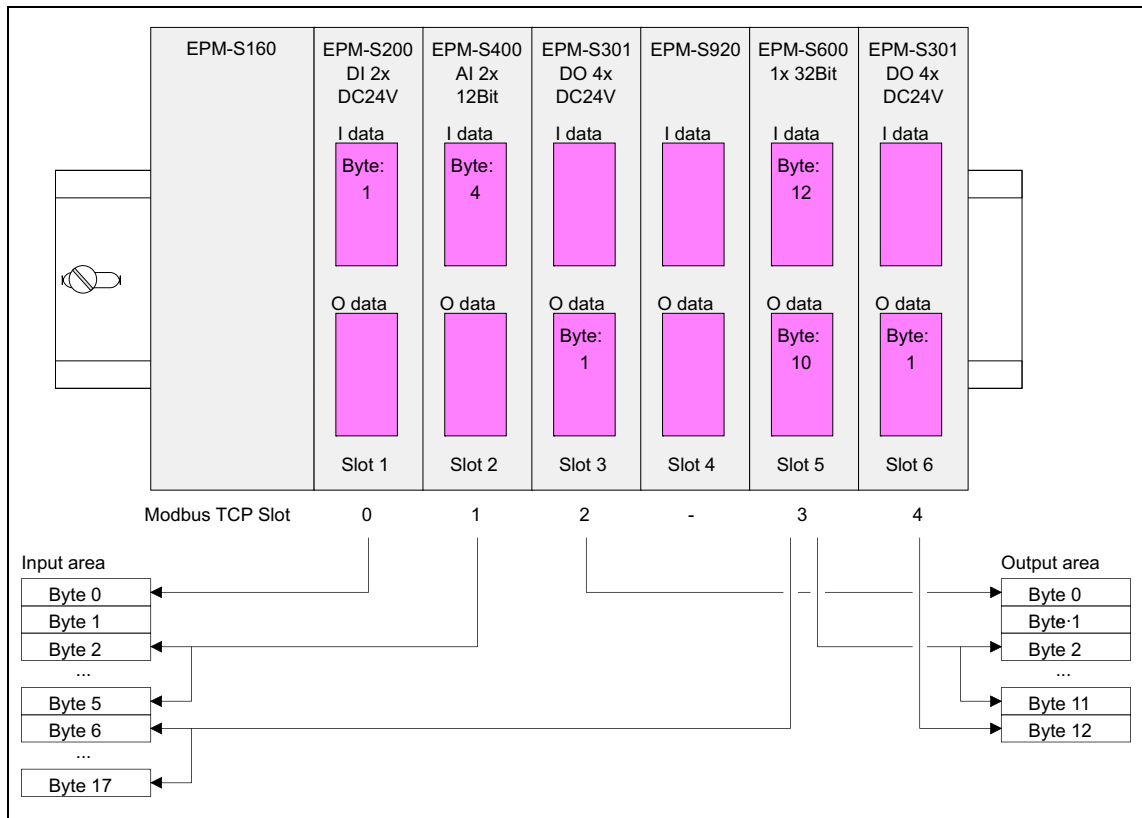 EPM-S160 EPM-S200 EPM-S400 EPM-S301 EPM-S920 EPM-S600 EPM-S301
DI 2x AI 2x DO 4x 1x 32Bit DO 4x
DC24V 12Bit DC24V DC24V
I data I data I data I data I data I data
Byte: Byte: Byte:
1 4 12
O data O data O data O data O data O data
Byte: Byte: Byte:
1 10 1
Slot 1 Slot 2 Slot 3 Slot 4 Slot 5 Slot 6
Modbus TCP Slot 0 1 2 - 3 4
Input area Output area
Byte 0 Byte 0
Byte 1 Byte·1
Byte 2 Byte 2
... ...
Byte 5 Byte 11
Byte 6 Byte 12
...
Byte 17